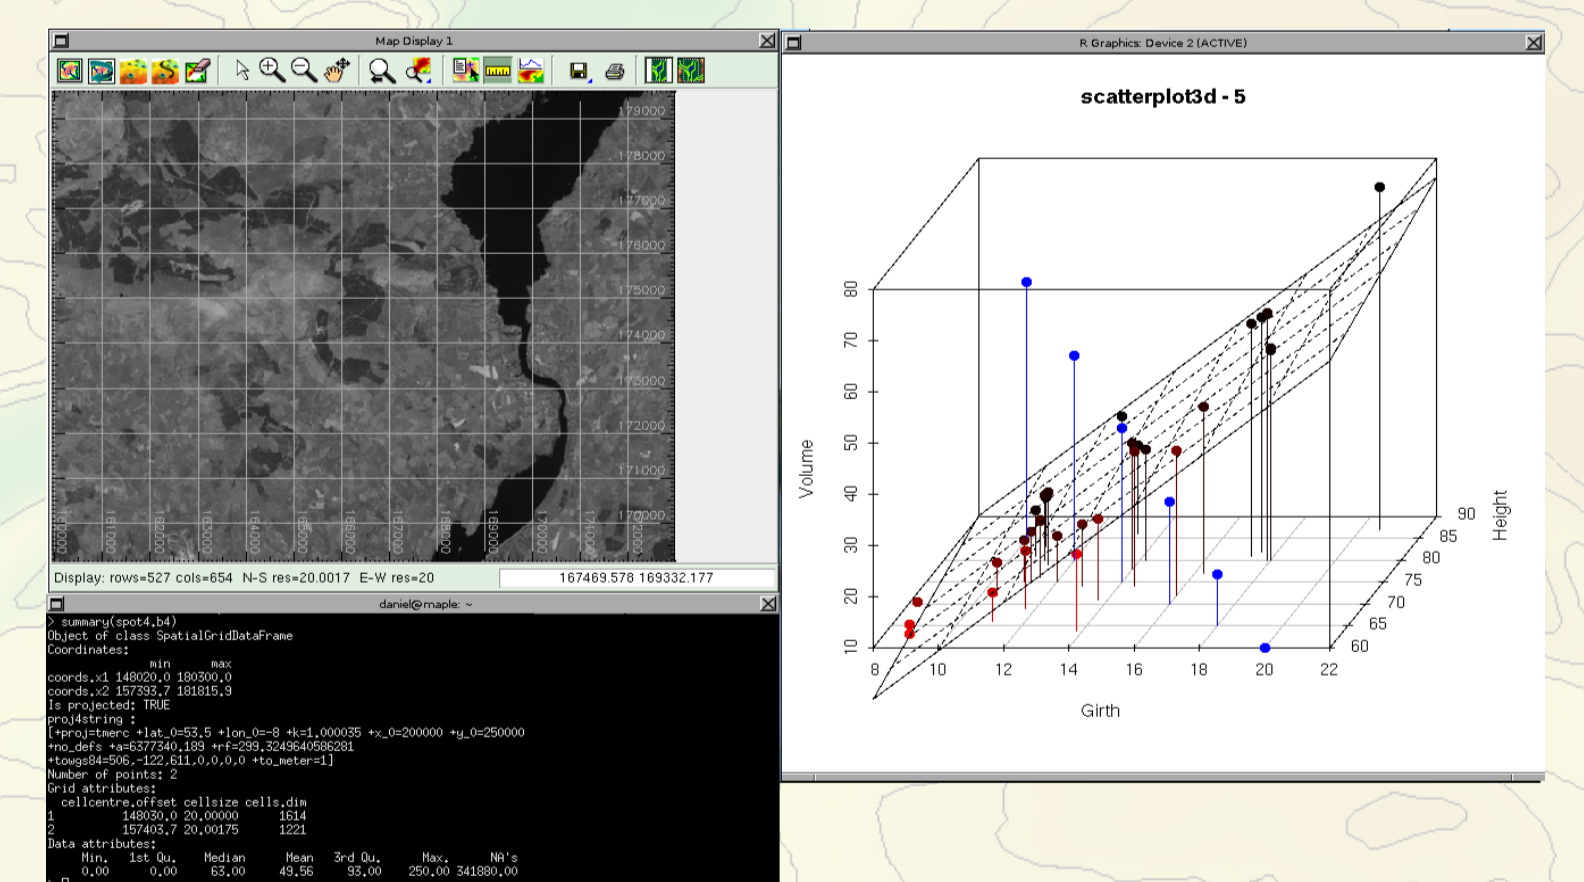 Map Display 1
179000
178000
177000
176000
175000
174000
173000
172000
171000
170000
161000
162000
163000
164000
168000
169000
Display: rows=527 cols=654 N-S res=20.0017 E-W res=20
167469.578 169332.177
daniel@maple: ~
> summary(spot4.b4)
Object of class SpatialGridDataFrame
Coordinates:
min max
coords.x1 148020.0 180300.0
coords.x2 157393.7 181815.9
Is projected: TRUE
proj4string :
[+proj=tmerc +lat_0=53.5 +lon_0=-8 +k=1.000035 +x_0=200000 +y_0=250000
+no_defs +a=6377340.189 +rf=299.3249640586281
+towgs84=506,-122,611,0,0,0,0 +to_meter=1]
Number of points: 2
Grid attributes:
cellcentre.offset cellsize cells.dim
1 148030.0 20.00000 1614
2 157403.7 20.00175 1221
Data attributes:
Min. 1st Qu. Median Mean 3rd Qu. Max. NA's
0.00 0.00 63.00 49.56 93.00 250.00 341880.00
>
R Graphics: Device 2 (ACTIVE)
scatterplot3d - 5
80
70
60
50
40
30
20
10
Volume
8 10 12 14 16 18 20 22
Girth
90
85
80
75
70
65
60
Height